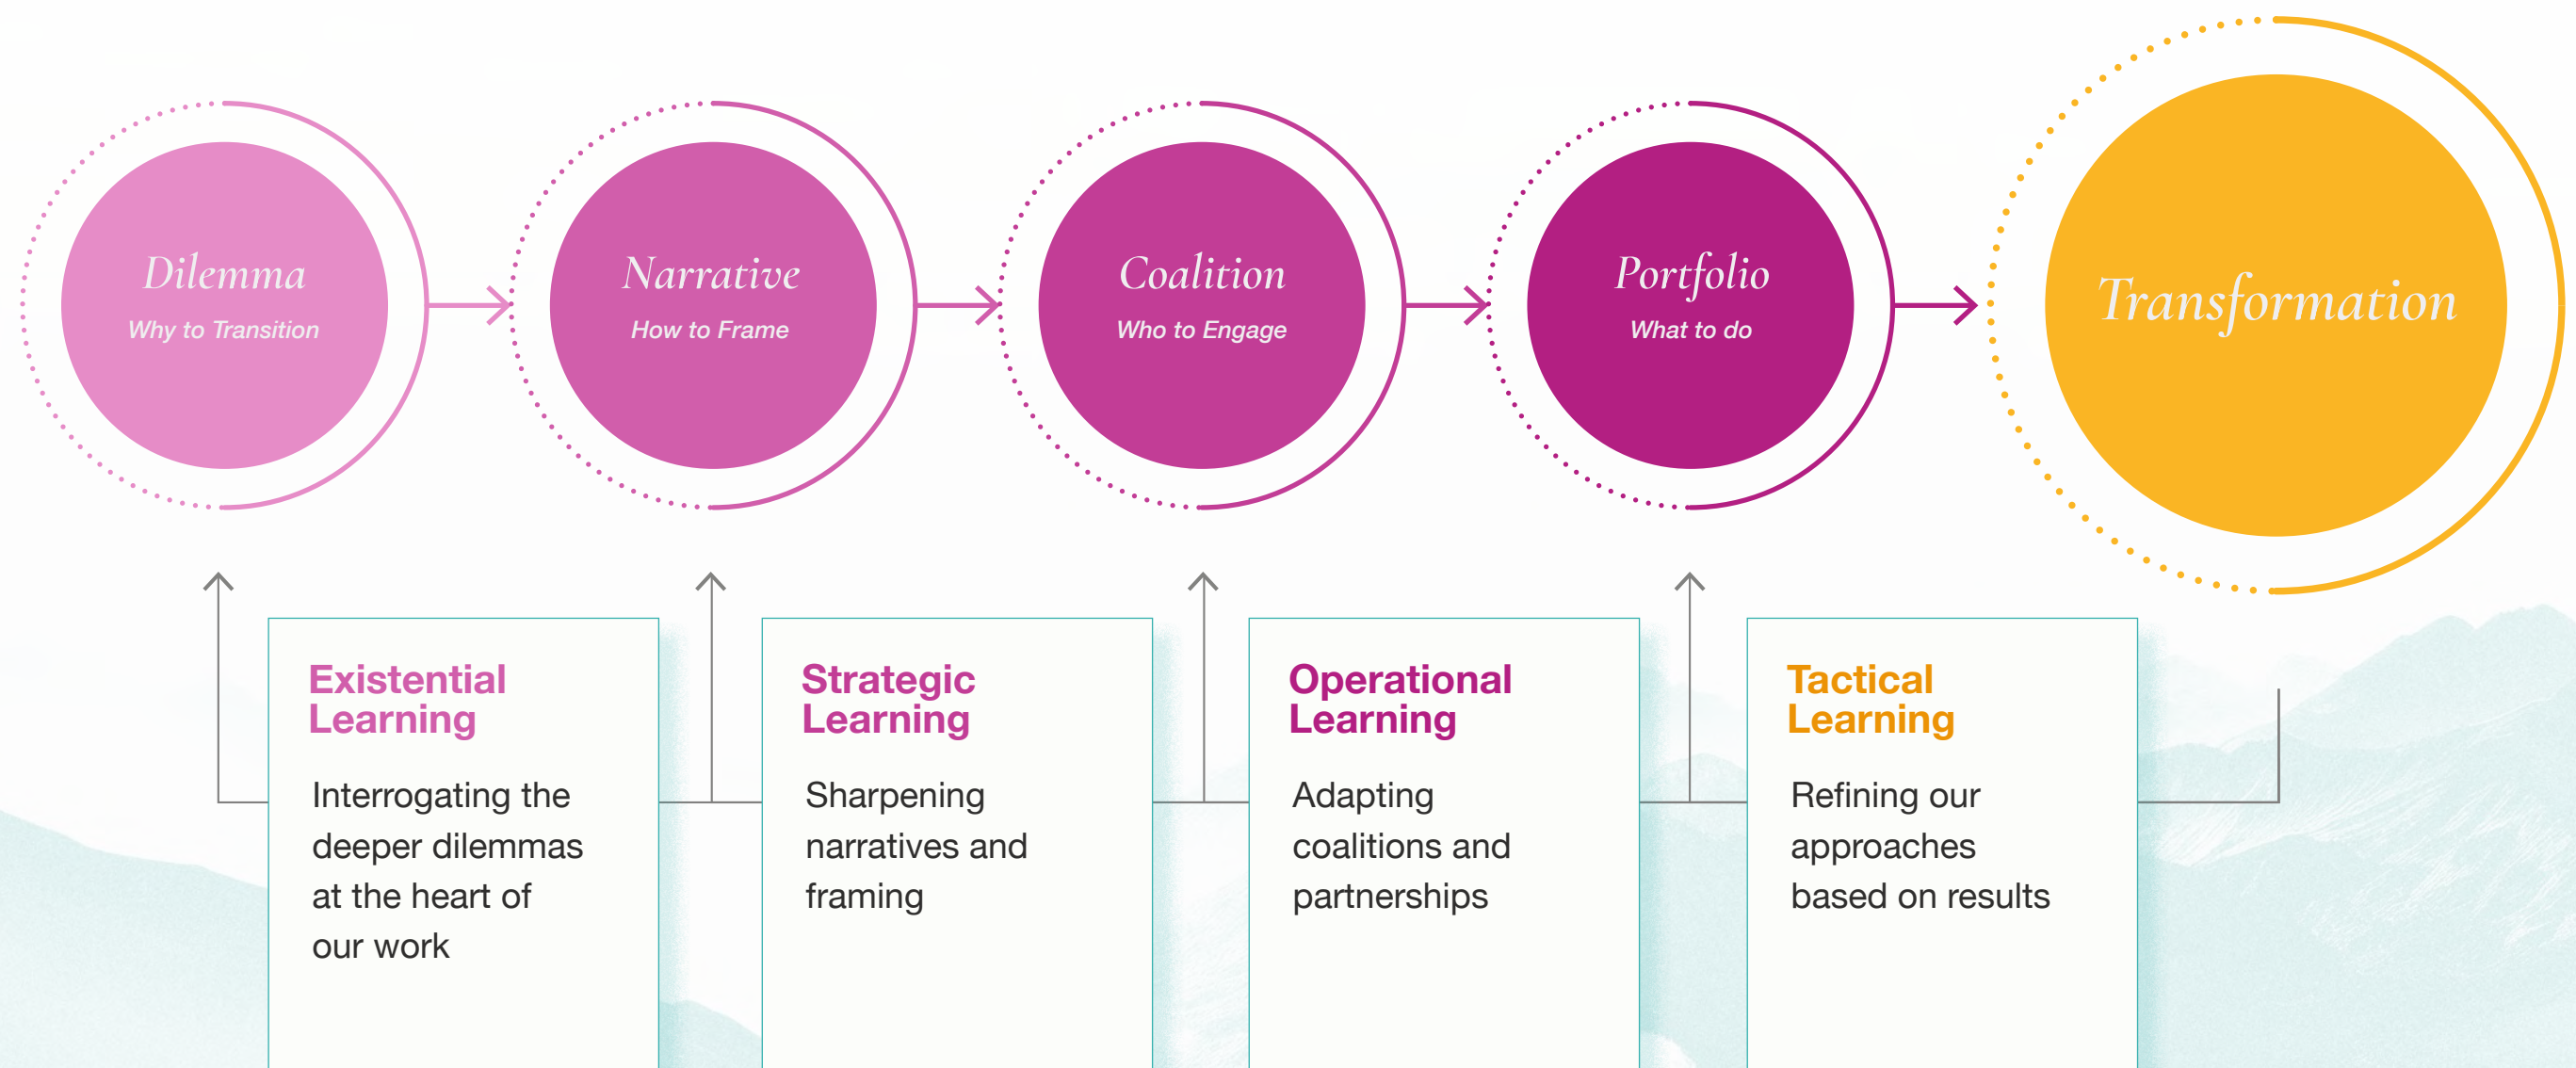 Dilemma
Why to Transition
Narrative
How to Frame
Coalition
Who to Engage
Portfolio
What to do
Transformation
Existential
Learning
Interrogating the
deeper dilemmas
at the heart of
our work
Strategic
Learning
Sharpening
narratives and
framing
Operational
Learning
Adapting
coalitions and
partnerships
Tactical
Learning
Refining our
approaches
based on results